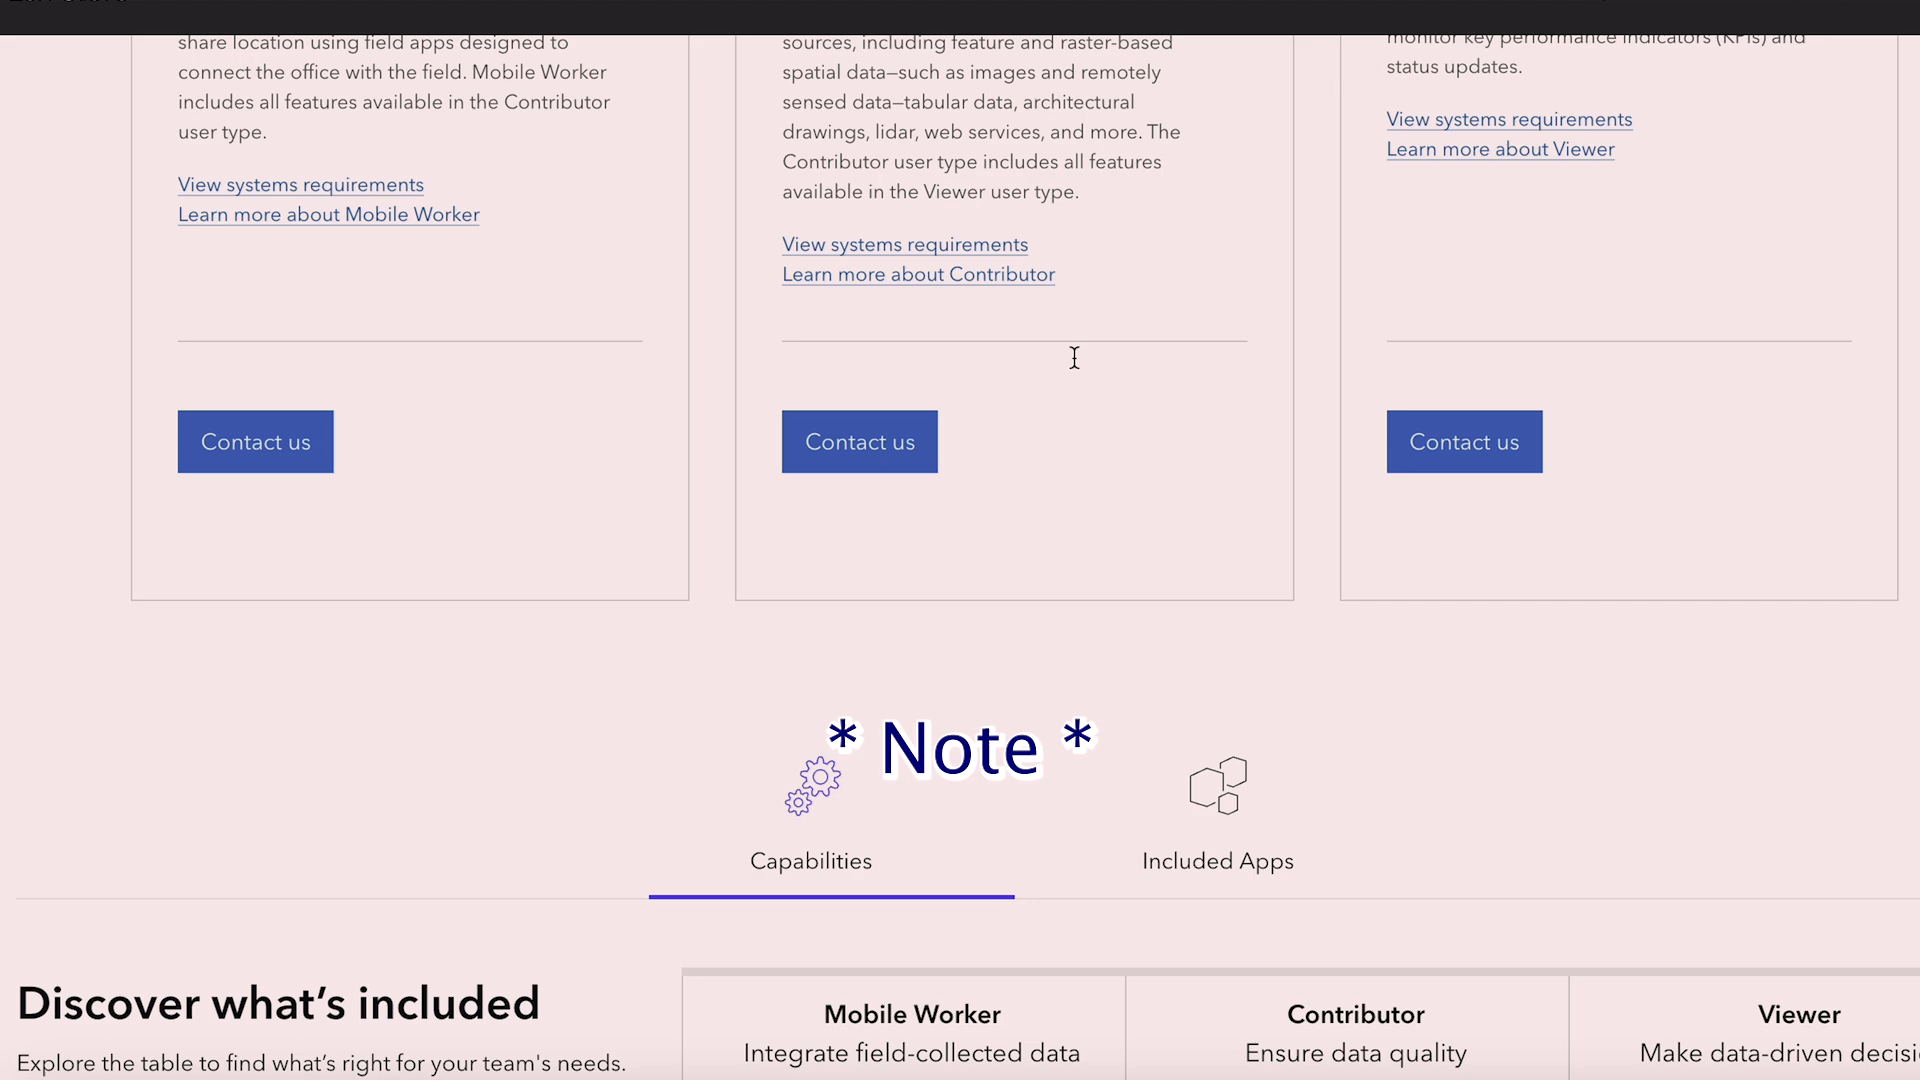 share location using field apps designed to
connect the office with the field. Mobile Worker
includes all features available in the Contributor
user type.
View systems requirements
Learn more about Mobile Worker
Contact us
sources, including feature and raster-based
spatial data—such as images and remotely
sensed data—tabular data, architectural
drawings, lidar, web services, and more. The
Contributor user type includes all features
available in the Viewer user type.
View systems requirements
Learn more about Contributor
Contact us
monitor key performance indicators (KPIs) and
status updates.
View systems requirements
Learn more about Viewer
Contact us
* Note *
Capabilities
Included Apps
Discover what's included
Explore the table to find what's right for your team's needs.
Mobile Worker
Integrate field-collected data
Contributor
Ensure data quality
Viewer
Make data-driven decisi